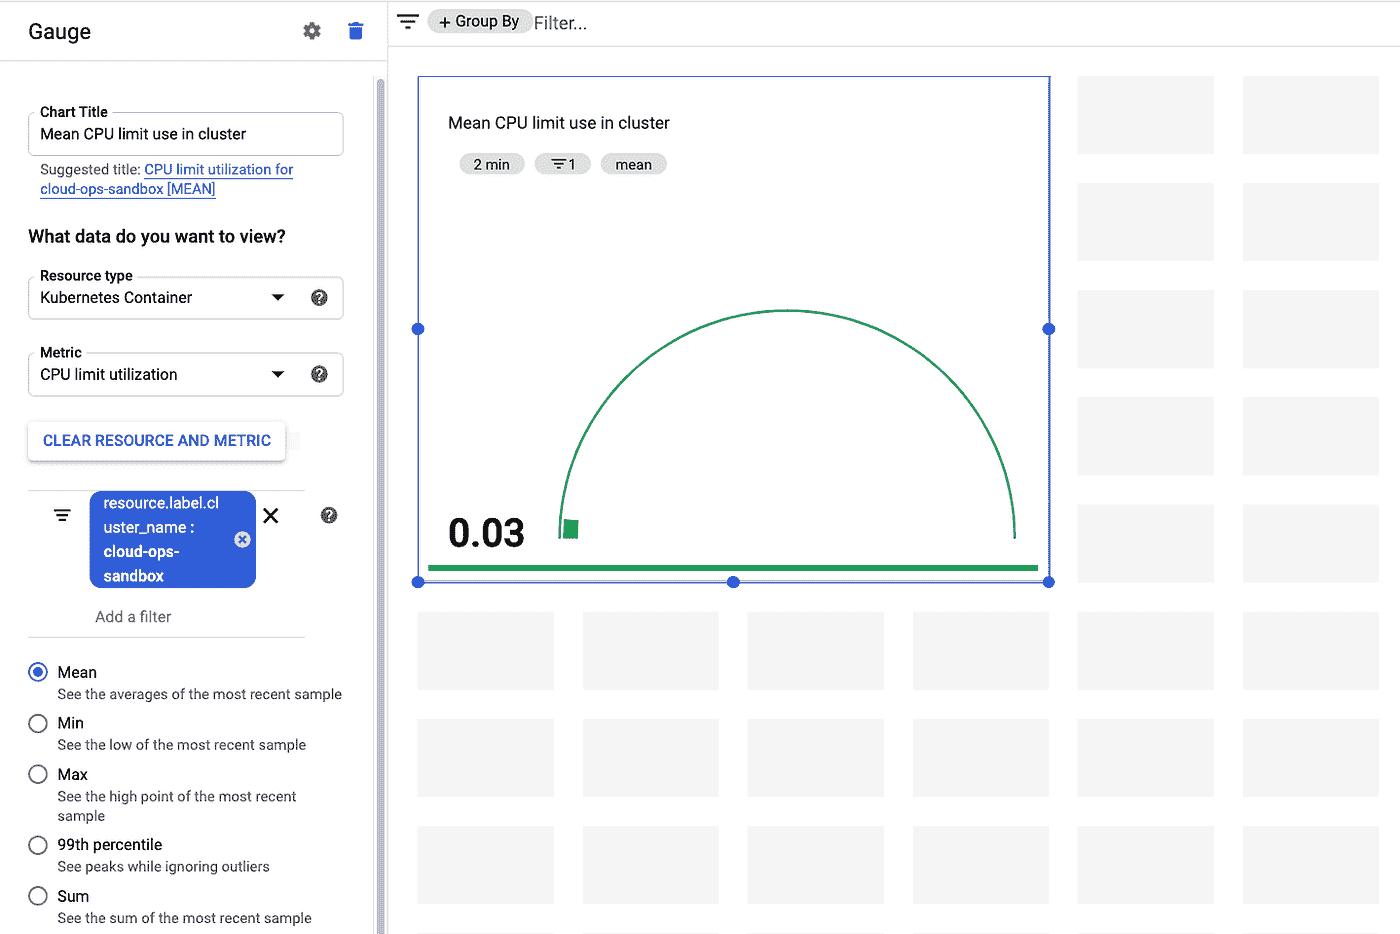 Gauge
Chart Title
Mean CPU limit use in cluster
Suggested title: CPU limit utilization for
cloud-ops-sandbox [MEAN]
What data do you want to view?
Resource type
Kubernetes Container
Metric
CPU limit utilization
CLEAR RESOURCE AND METRIC
resource.label.cl
uster_name :
cloud-ops-
sandbox
Add a filter
Mean
See the averages of the most recent sample
Min
See the low of the most recent sample
Max
See the high point of the most recent
sample
99th percentile
See peaks while ignoring outliers
Sum
See the sum of the most recent sample
+ Group By Filter...
Mean CPU limit use in cluster
2 min 1 mean
0.03